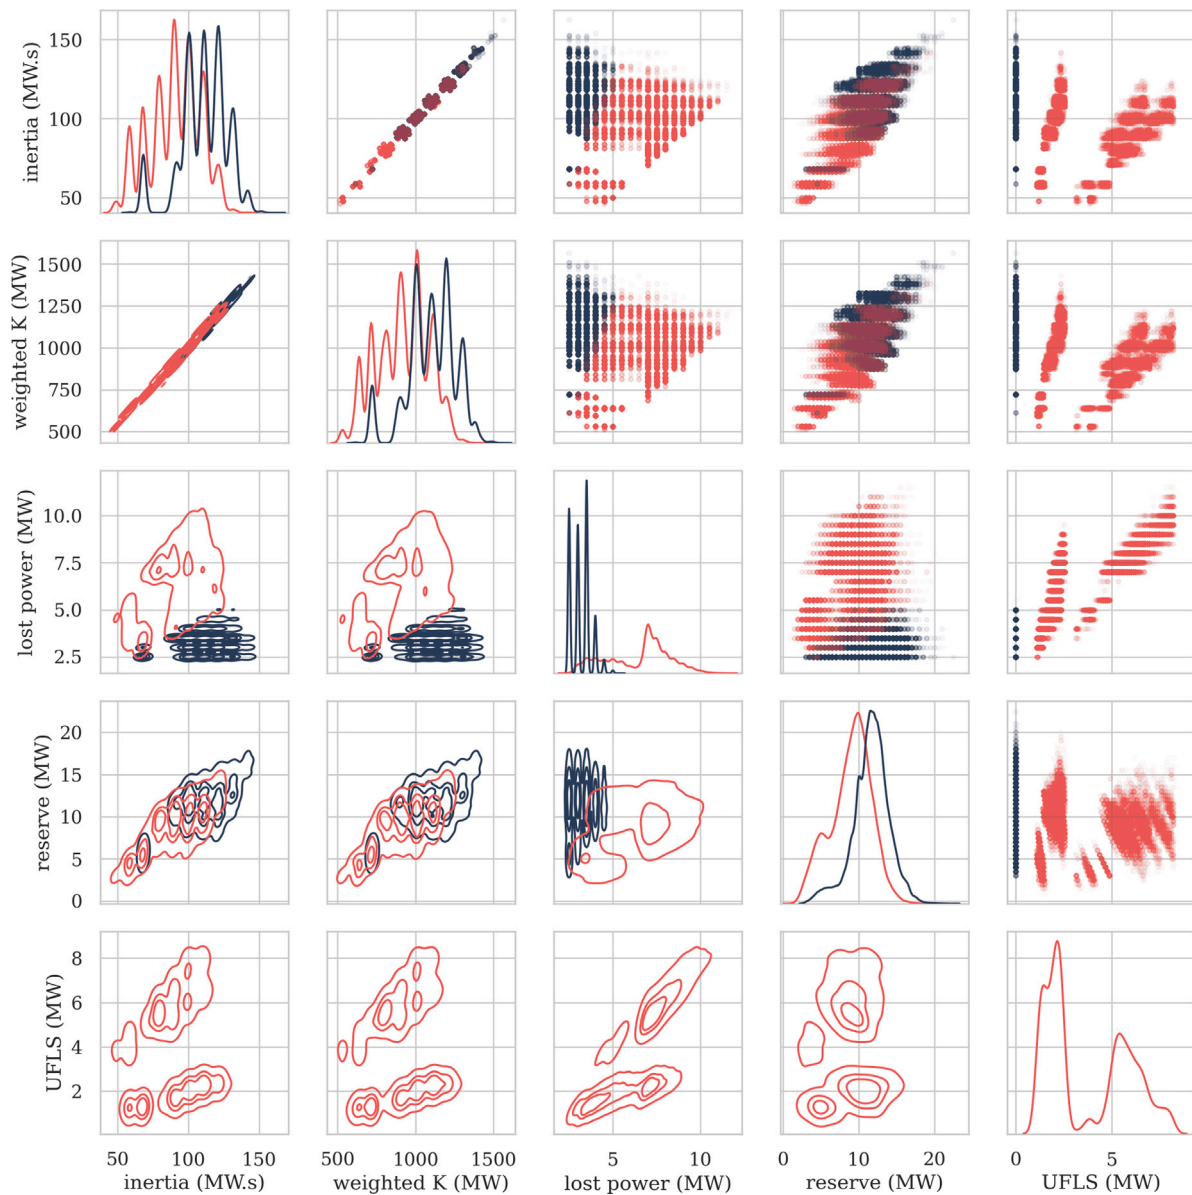 inertia (MW.s)
150
100
50
weighted K (MW)
1500
1250
1000
750
500
lost power (MW)
10.0
7.5
5.0
2.5
reserve (MW)
20
15
10
5
0
UFLS (MW)
8
6
4
2
50 100 150
500 1000 1500
5 10
0 10 20
0 5
inertia (MW.s)
weighted K (MW)
lost power (MW)
reserve (MW)
UFLS (MW)